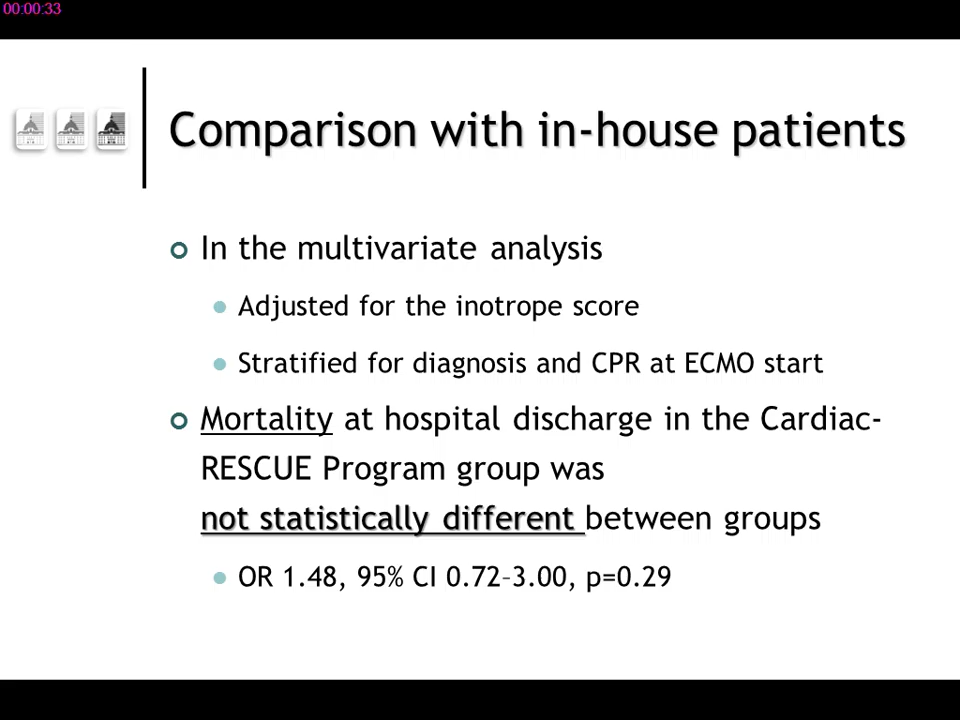 00:00:33
Comparison with in-house patients
In the multivariate analysis
Adjusted for the inotrope score
Stratified for diagnosis and CPR at ECMO start
Mortality at hospital discharge in the Cardiac-
RESCUE Program group was
not statistically different between groups
OR 1.48, 95% CI 0.72–3.00, p=0.29